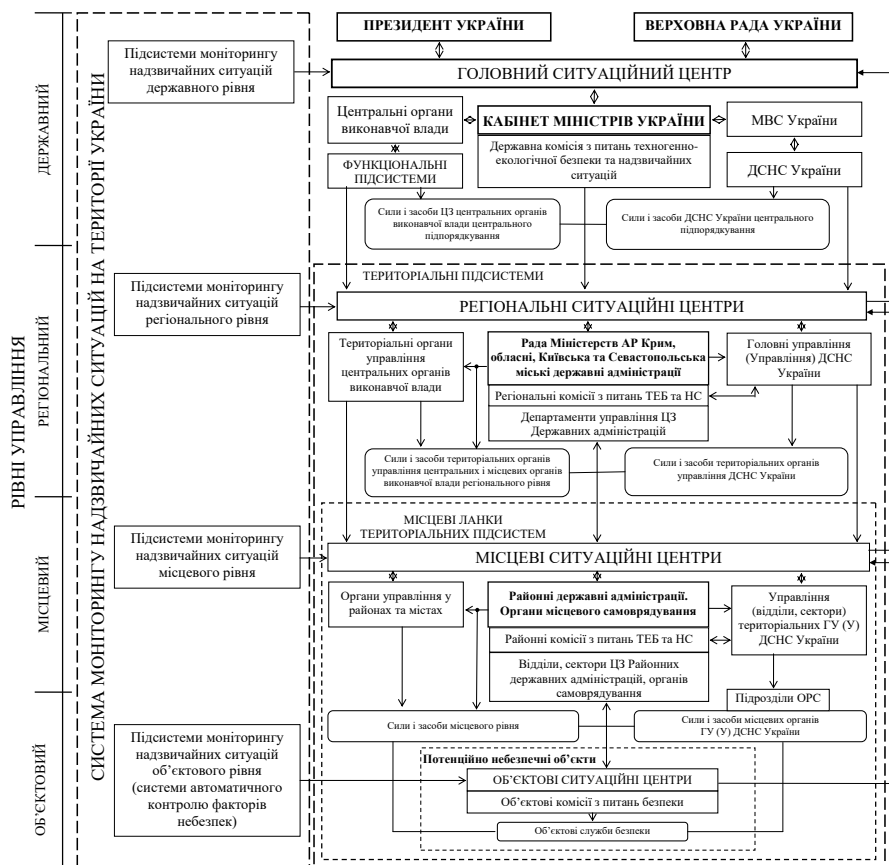 ПРЕЗИДЕНТ УКРАЇНИ
ВЕРХОВНА РАДА УКРАЇНИ
РІВНІ УПРАВЛІННЯ
ДЕРЖАВНИЙ
РЕГІОНАЛЬНИЙ
МІСЦЕВИЙ
ОБ’ЄКТОВИЙ
СИСТЕМА МОНІТОРИНГУ НАДЗВИЧАЙНИХ СИТУАЦІЙ НА ТЕРИТОРІЇ УКРАЇНИ
Підсистеми моніторингу
надзвичайних ситуацій
державного рівня
ГОЛОВНИЙ СИТУАЦІЙНИЙ ЦЕНТР
Центральні органи
виконавчої влади
КАБІНЕТ МІНІСТРІВ УКРАЇНИ
Державна комісія з питань техногенно-
екологічної безпеки та надзвичайних
ситуацій
МВС України
ФУНКЦІОНАЛЬНІ
ПІДСИСТЕМИ
ДСНС України
Сили і засоби ЦЗ центральних органів
виконавчої влади центрального
підпорядкування
Сили і засоби ДСНС України центрального
підпорядкування
ТЕРИТОРІАЛЬНІ ПІДСИСТЕМИ
Підсистеми моніторингу
надзвичайних ситуацій
регіонального рівня
РЕГІОНАЛЬНІ СИТУАЦІЙНІ ЦЕНТРИ
Територіальні органи
управління
центральних органів
виконавчої влади
Рада Міністерств АР Крим,
обласні, Київська та Севастопольська
міські державні адміністрації
Регіональні комісії з питань ТЕБ та НС
Департаменти управління ЦЗ
Державних адміністрацій
Головні управління
(Управління) ДСНС
України
Сили і засоби територіальних органів
управління центральних і місцевих органів
виконавчої влади регіонального рівня
Сили і засоби територіальних органів
управління ДСНС України
МІСЦЕВІ ЛАНКИ
ТЕРИТОРІАЛЬНИХ ПІДСИСТЕМ
Підсистеми моніторингу
надзвичайних ситуацій
місцевого рівня
МІСЦЕВІ СИТУАЦІЙНІ ЦЕНТРИ
Органи управління у
районах та містах
Районні державні адміністрації.
Органи місцевого самоврядування
Районні комісії з питань ТЕБ та НС
Відділи, сектори ЦЗ Районних
державних адміністрацій, органів
самоврядування
Управління
(відділи, сектори)
територіальних ГУ (У)
ДСНС України
Підрозділи ОРС
Сили і засоби місцевого рівня
Сили і засоби місцевих органів
ГУ (У) ДСНС України
Підсистеми моніторингу
надзвичайних ситуацій
об’єктового рівня
(системи автоматичного
контролю факторів
небезпек)
Потенційно небезпечні об’єкти
ОБ’ЄКТОВІ СИТУАЦІЙНІ ЦЕНТРИ
Об’єктові комісії з питань безпеки
Об’єктові служби безпеки